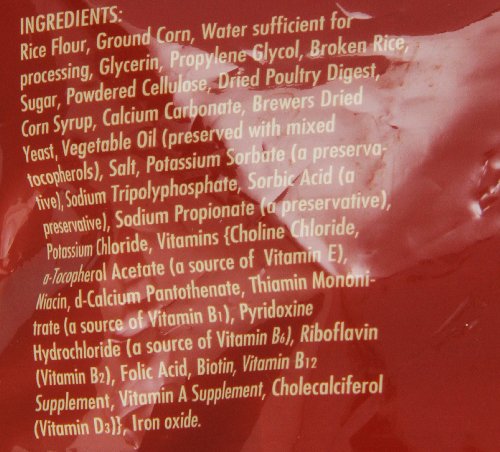 INGREDIENTS:
Rice Flour, Ground Corn, Water sufficient for
processing, Glycerin, Propylene Glycol, Broken Rice,
Sugar, Powdered Cellulose, Dried Poultry Digest,
Corn Syrup, Calcium Carbonate, Brewers Dried
Yeast, Vegetable Oil (preserved with mixed
tocopherols), Salt, Potassium Sorbate (a preserva-
tive), Sodium Tripolyphosphate, Sorbic Acid (a
preservative), Sodium Propionate (a preservative),
Potassium Chloride, Vitamins {Choline Chloride,
a-Tocopherol Acetate (a source of Vitamin E),
Niacin, d-Calcium Pantothenate, Thiamin Mononi-
trate (a source of Vitamin B1), Pyridoxine
Hydrochloride (a source of Vitamin B6), Riboflavin
(Vitamin B2), Folic Acid, Biotin, Vitamin B12
Supplement, Vitamin A Supplement, Cholecalciferol
(Vitamin D3)}, Iron oxide.